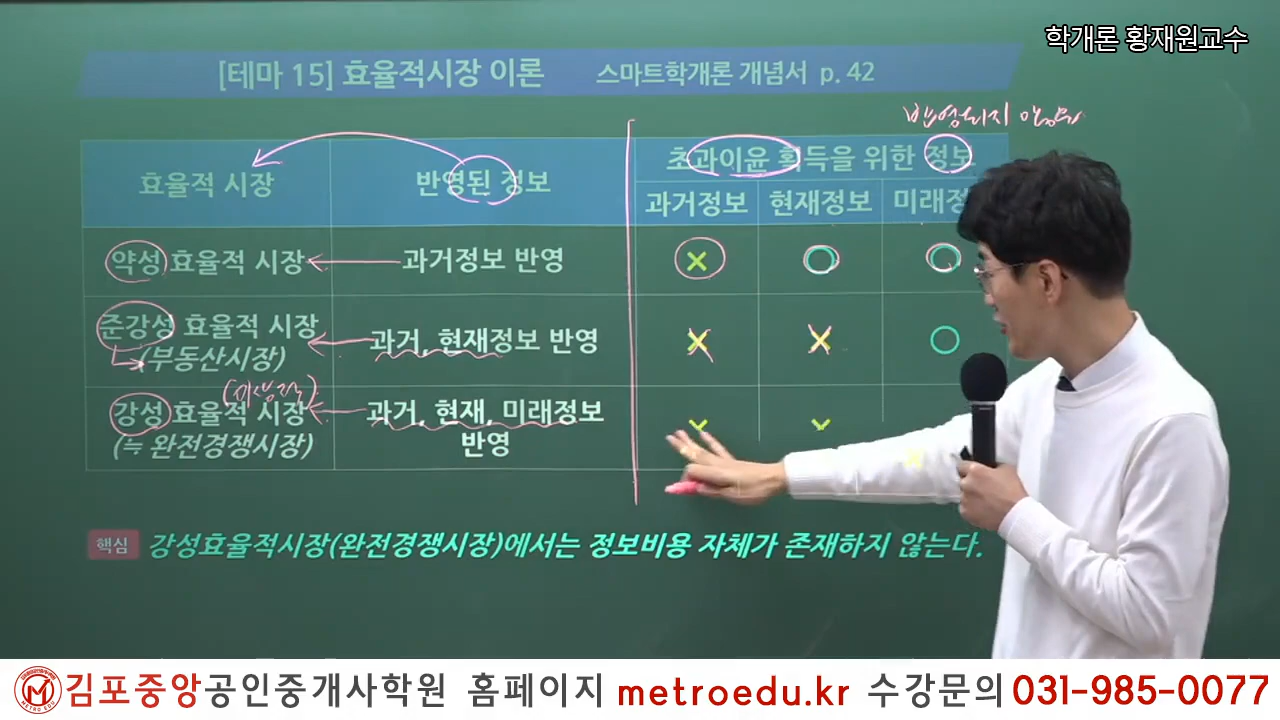 학개론 황재원교수
[테마 15] 효율적시장 이론 스마트학개론 개념서 p. 42
효율적 시장 반영된 정보 초과이윤 획득을 위한 정보
과거정보 현재정보 미래정
약성 효율적 시장 과거정보 반영 × ○ ○
준강성 효율적 시장 과거, 현재정보 반영 × × ○
(부동산시장)
강성 효율적 시장 과거, 현재, 미래정보 × ×
(≒ 완전경쟁시장) 반영 ×
핵심 강성효율적시장(완전경쟁시장)에서는 정보비용 자체가 존재하지 않는다.
김포중앙공인중개사학원 홈페이지 metroedu.kr 수강문의 031-985-0077
METRO EDU